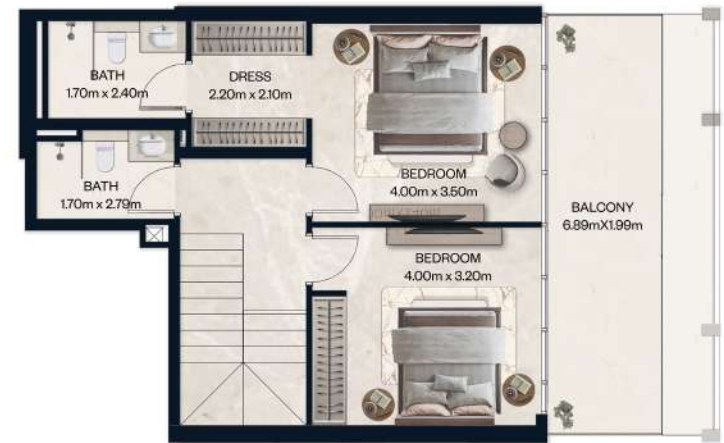 BATH
1.70m x 2.40m
DRESS
2.20m x 2.10m
BEDROOM
4.00m x 3.50m
BATH
1.70m x 2.79m
BALCONY
6.89mX1.99m
BEDROOM
4.00m x 3.20m